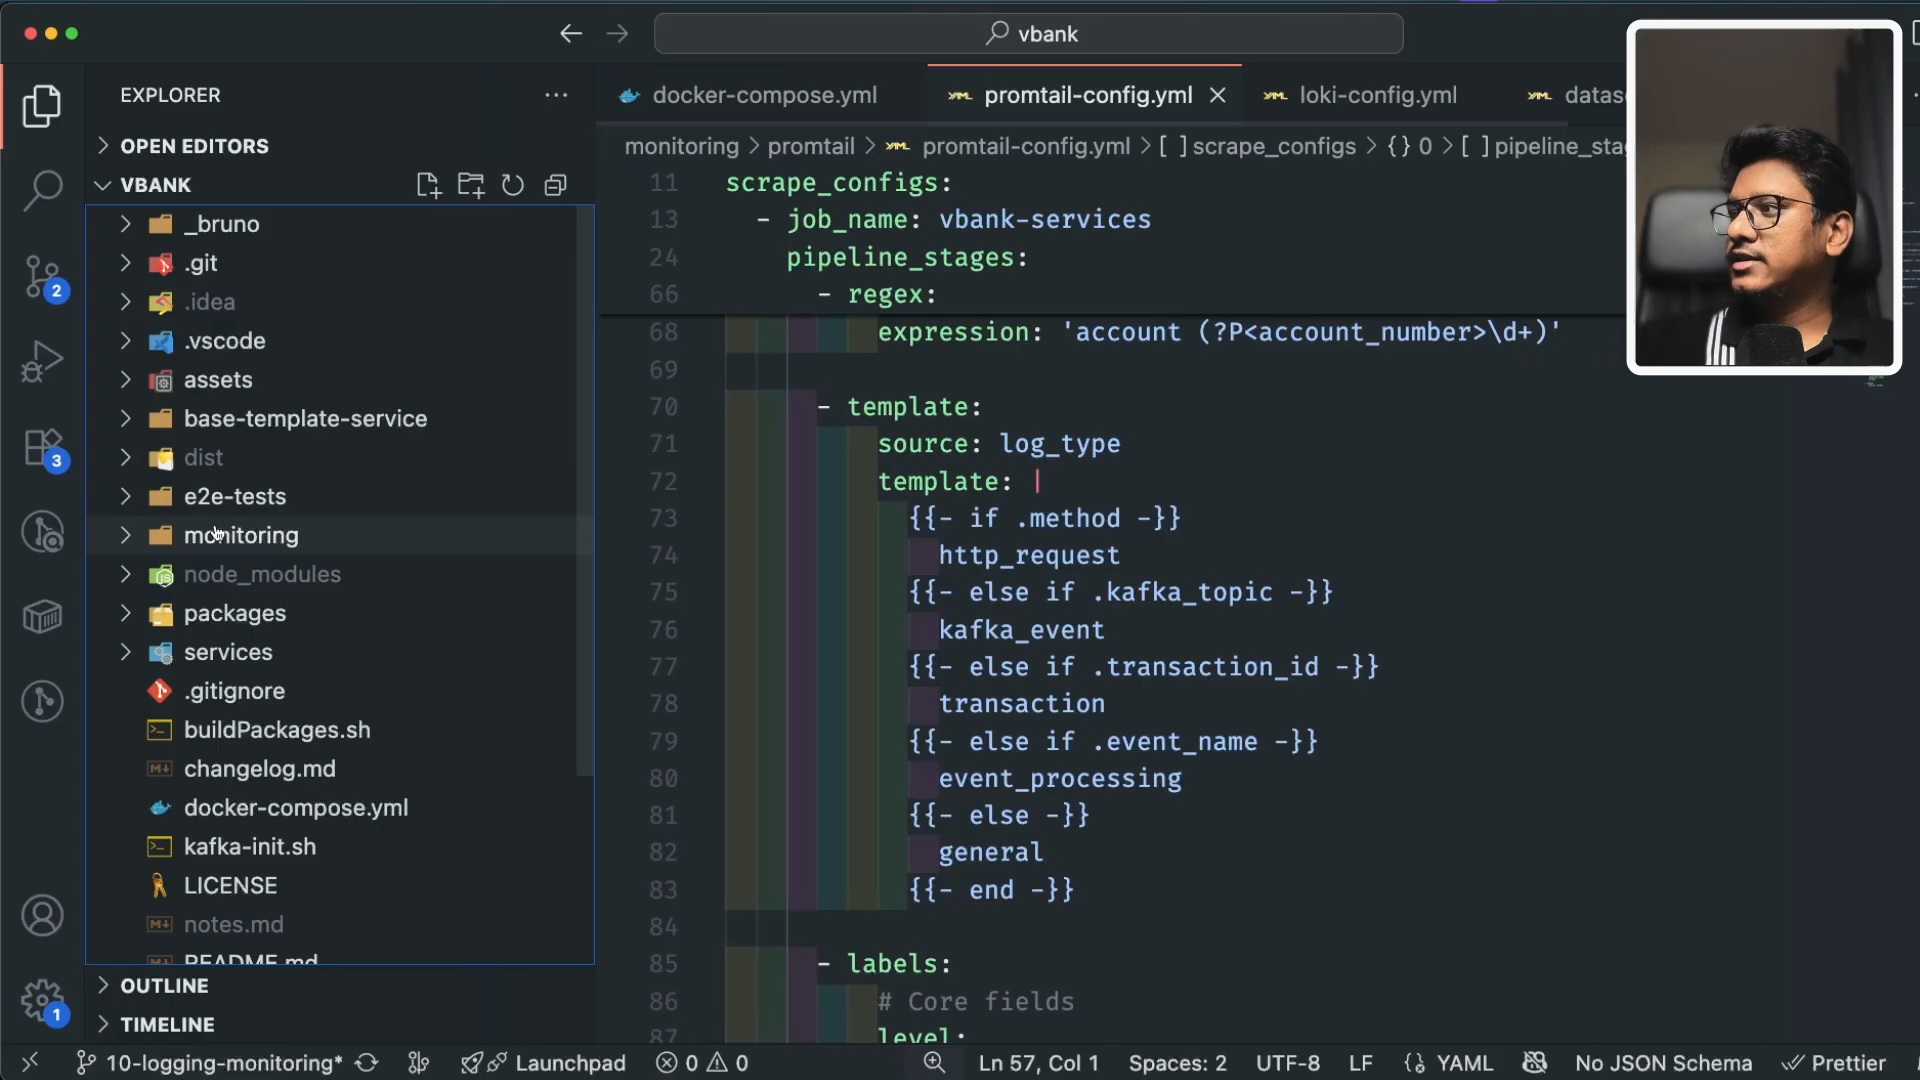 vbank
EXPLORER
OPEN EDITORS
VBANK
_bruno
.git
.idea
.vscode
assets
base-template-service
dist
e2e-tests
monitoring
node_modules
packages
services
.gitignore
buildPackages.sh
changelog.md
docker-compose.yml
kafka-init.sh
LICENSE
notes.md
README.md
OUTLINE
TIMELINE
2
3
1
docker-compose.yml
promtail-config.yml
loki-config.yml
datas
monitoring > promtail > promtail-config.yml > [ ] scrape_configs > {} 0 > [ ] pipeline_sta
11 scrape_configs:
13 - job_name: vbank-services
24 pipeline_stages:
66 - regex:
68 expression: 'account (?P<account_number>\d+)'
69
70 - template:
71 source: log_type
72 template: |
73 {{- if .method -}}
74 http_request
75 {{- else if .kafka_topic -}}
76 kafka_event
77 {{- else if .transaction_id -}}
78 transaction
79 {{- else if .event_name -}}
80 event_processing
81 {{- else -}}
82 general
83 {{- end -}}
84
85 - labels:
86 # Core fields
87 level:
10-logging-monitoring* Launchpad 0 0 Ln 57, Col 1 Spaces: 2 UTF-8 LF YAML No JSON Schema Prettier